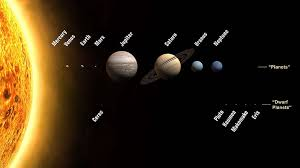 Mercury
Venus
Earth
Mars
Jupiter
Saturn
Uranus
Neptune
"Planets"
Ceres
Pluto
Haumea
Makemake
Eris
"Dwarf
Planets"